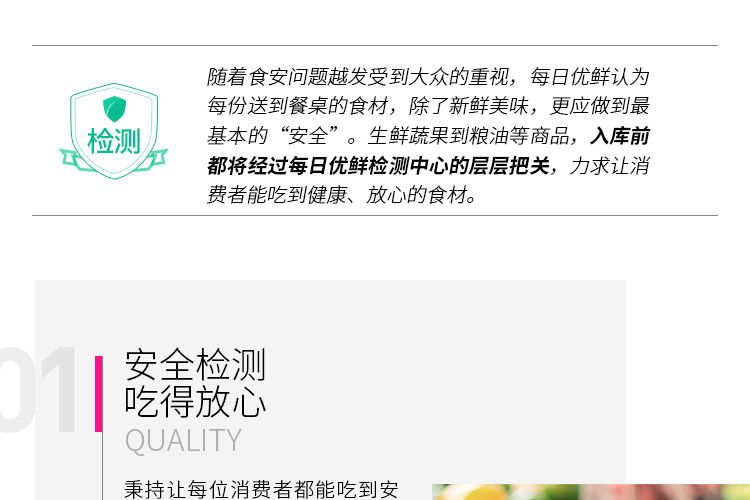 检测
随着食安问题越发受到大众的重视，每日优鲜认为
每份送到餐桌的食材，除了新鲜美味，更应做到最
基本的“安全”。生鲜蔬果到粮油等商品，入库前
都将经过每日优鲜检测中心的层层把关，力求让消
费者能吃到健康、放心的食材。
01
安全检测
吃得放心
QUALITY
秉持让每位消费者都能吃到安